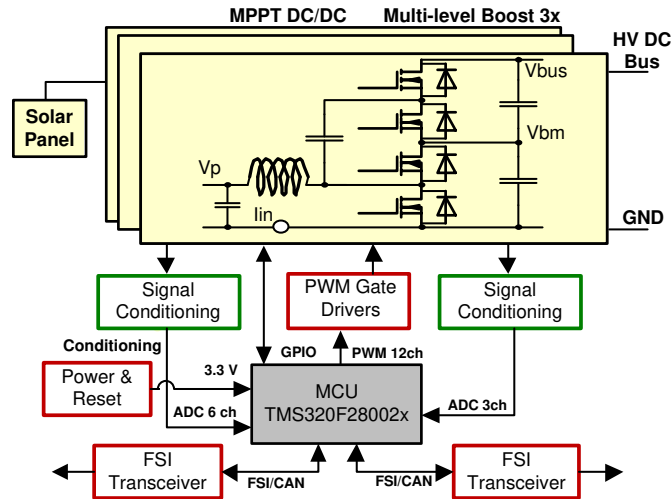 MPPT DC/DC
Multi-level Boost 3x
HV DC
Bus
Vbus
Solar
Panel
Vbm
Vp
Iin
GND
Signal
Conditioning
PWM Gate
Drivers
Signal
Conditioning
Conditioning
GPIO
PWM 12ch
Power &
Reset
3.3 V
MCU
TMS320F28002x
ADC 6 ch
ADC 3ch
FSI
Transceiver
FSI/CAN
FSI/CAN
FSI
Transceiver